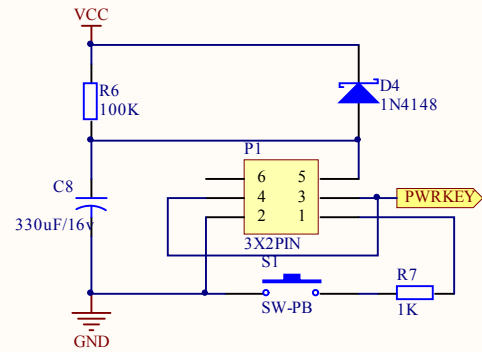 VCC
R6
100K
D4
1N4148
P1
6 5
4 3
2 1
PWRKEY
C8
330uF/16v
3X2PIN
S1
SW-PB
R7
1K
GND